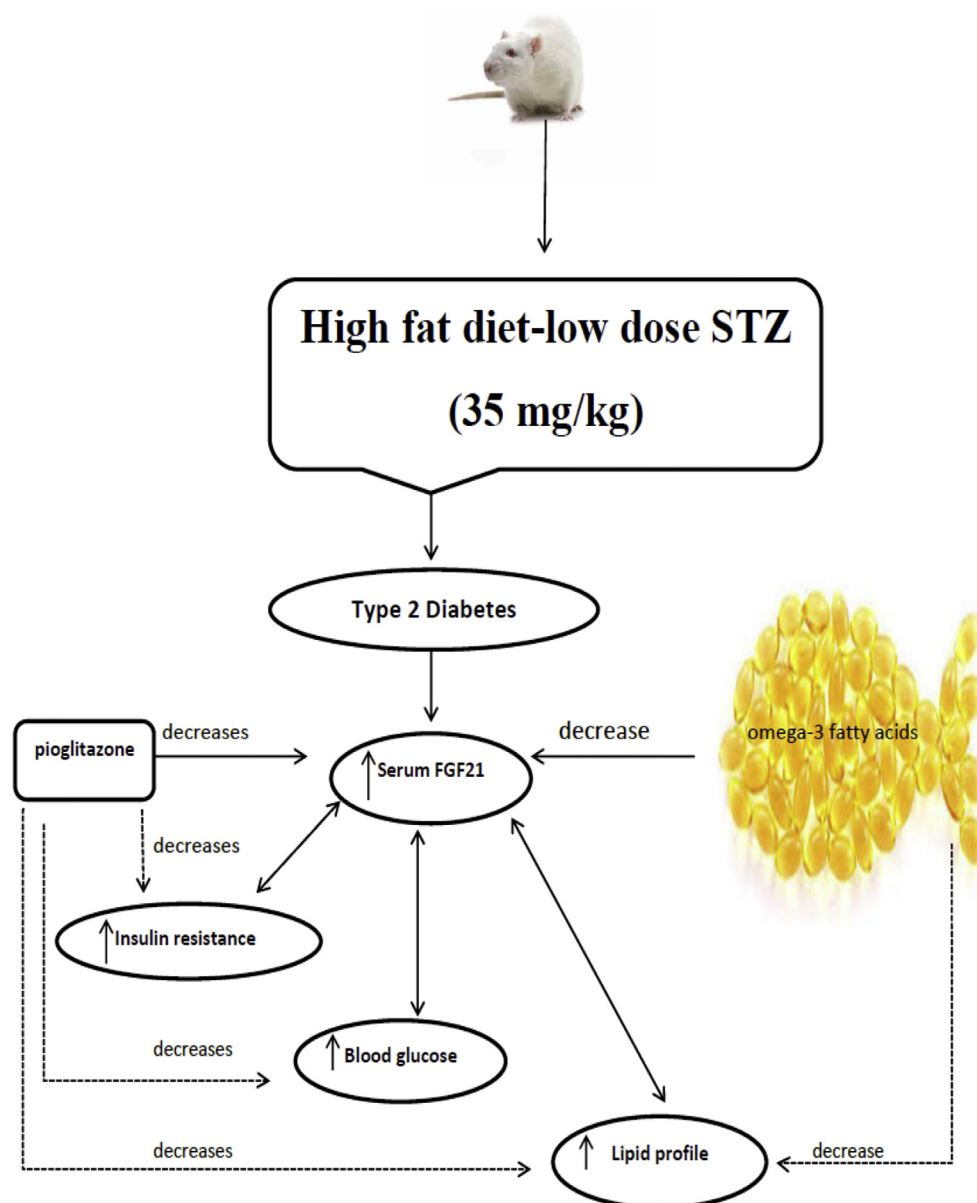 High fat diet-low dose STZ
(35 mg/kg)
Type 2 Diabetes
pioglitazone
decreases
Serum FGF21
decrease
omega-3 fatty acids
decreases
Insulin resistance
decreases
Blood glucose
decreases
Lipid profile
decrease